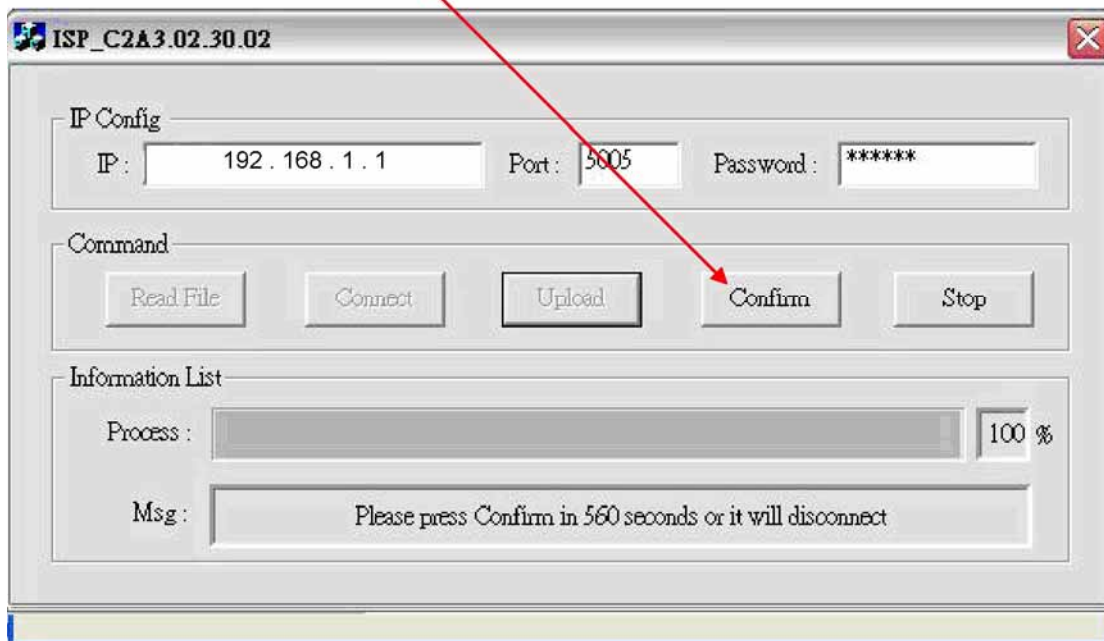 ISP_C2A3.02.30.02
IP Config
IP : 192 . 168 . 1 . 1 Port : 5005 Password : ******
Command
Read File Connect Upload Confirm Stop
Information List
Process : 100 %
Msg : Please press Confirm in 560 seconds or it will disconnect